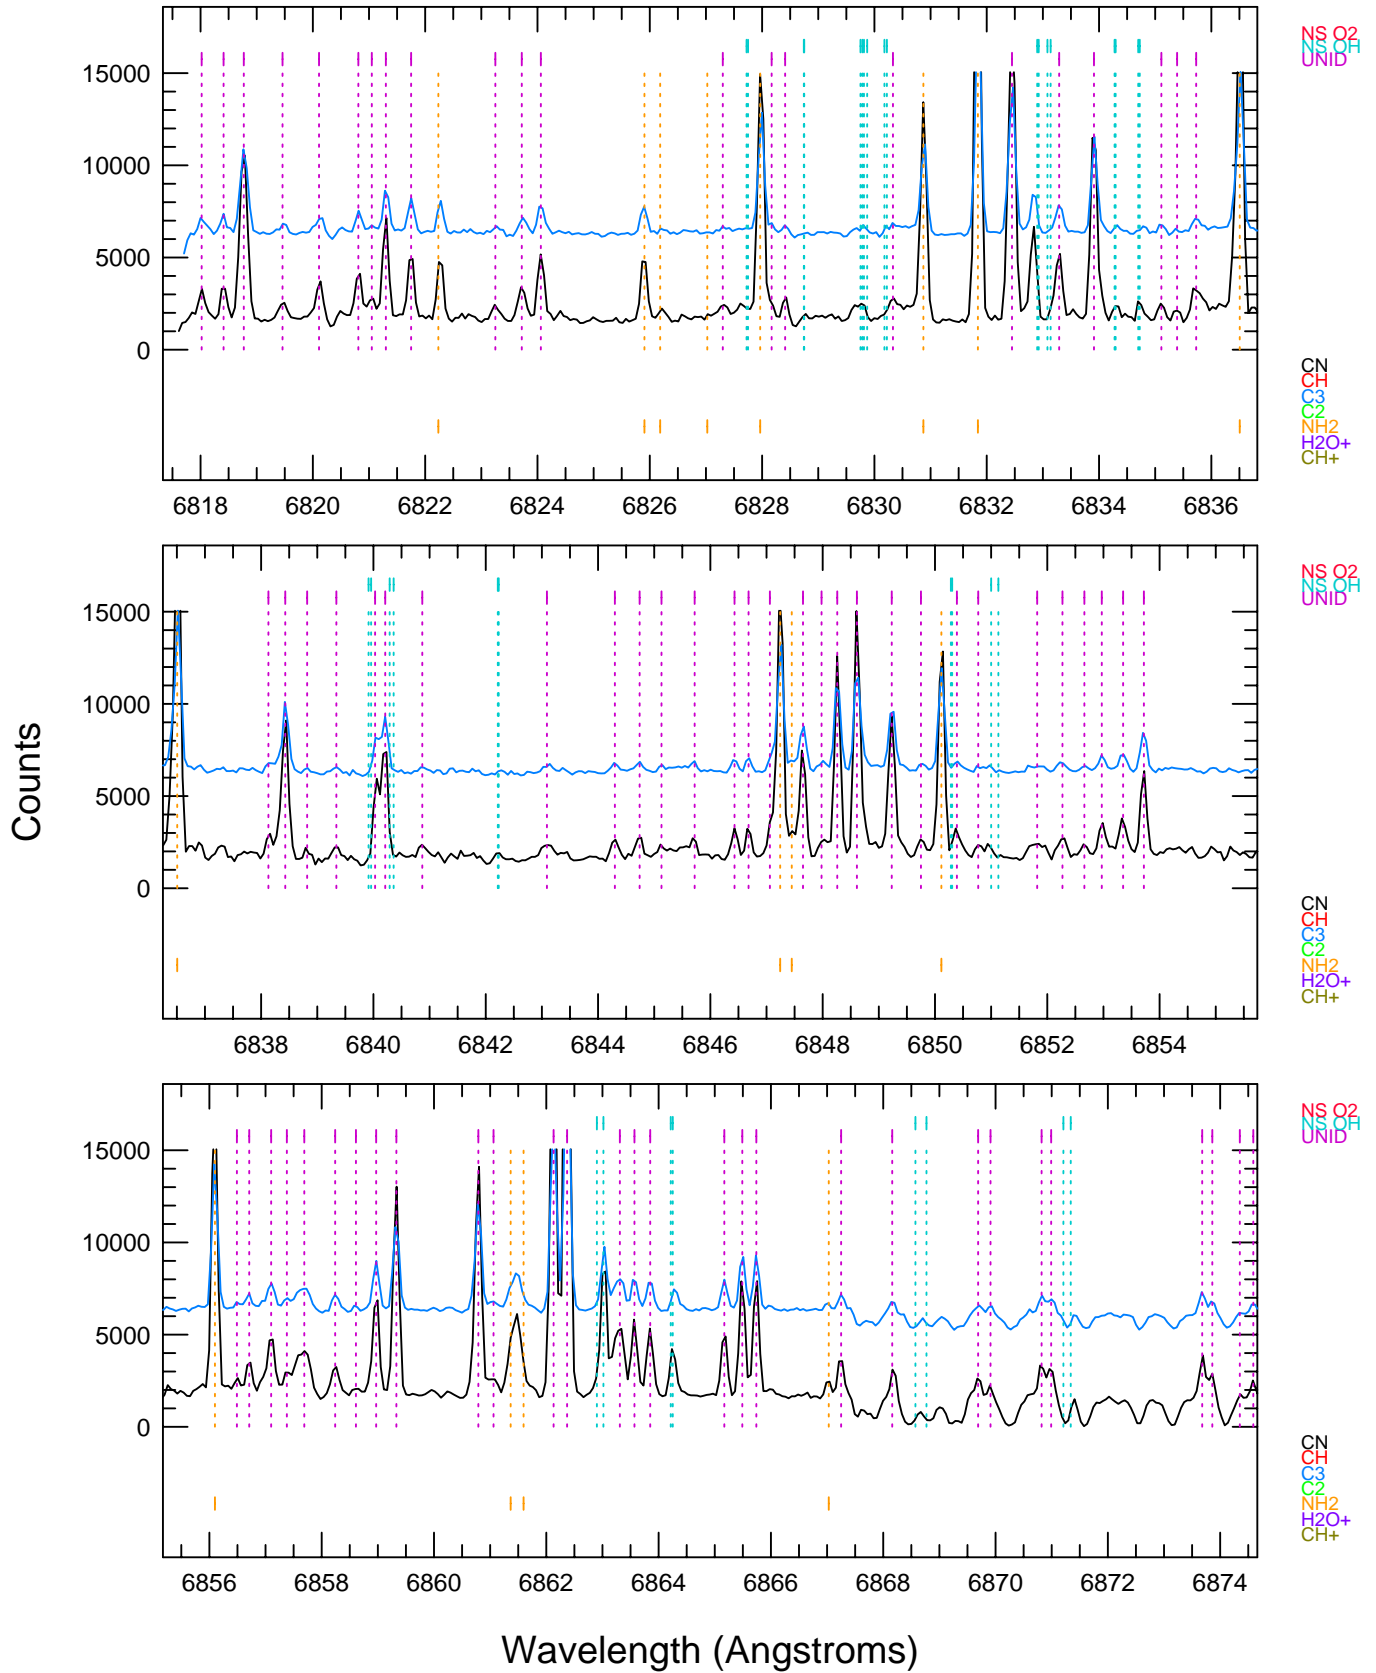 NS O2
NS OH
UNID
15000
10000
5000
0
CN
CH
C3
C2
NH2
H2O+
CH+
6818 6820 6822 6824 6826 6828 6830 6832 6834 6836
NS O2
NS OH
UNID
15000
10000
5000
0
Counts
CN
CH
C3
C2
NH2
H2O+
CH+
6838 6840 6842 6844 6846 6848 6850 6852 6854
NS O2
NS OH
UNID
15000
10000
5000
0
CN
CH
C3
C2
NH2
H2O+
CH+
6856 6858 6860 6862 6864 6866 6868 6870 6872 6874
Wavelength (Angstroms)